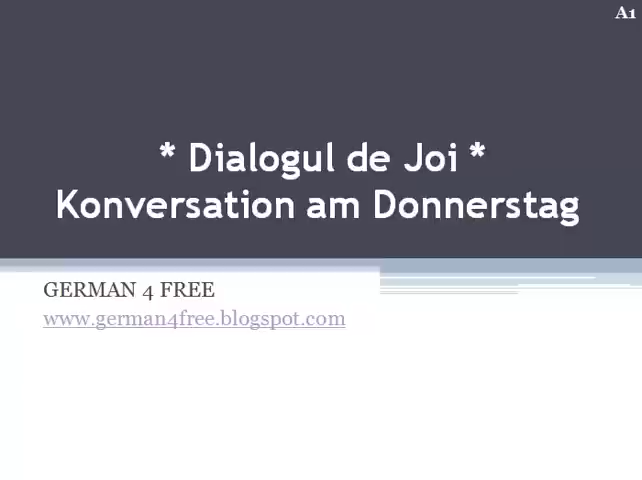 A1
* Dialogul de Joi *
Konversation am Donnerstag
GERMAN 4 FREE
www.german4free.blogspot.com